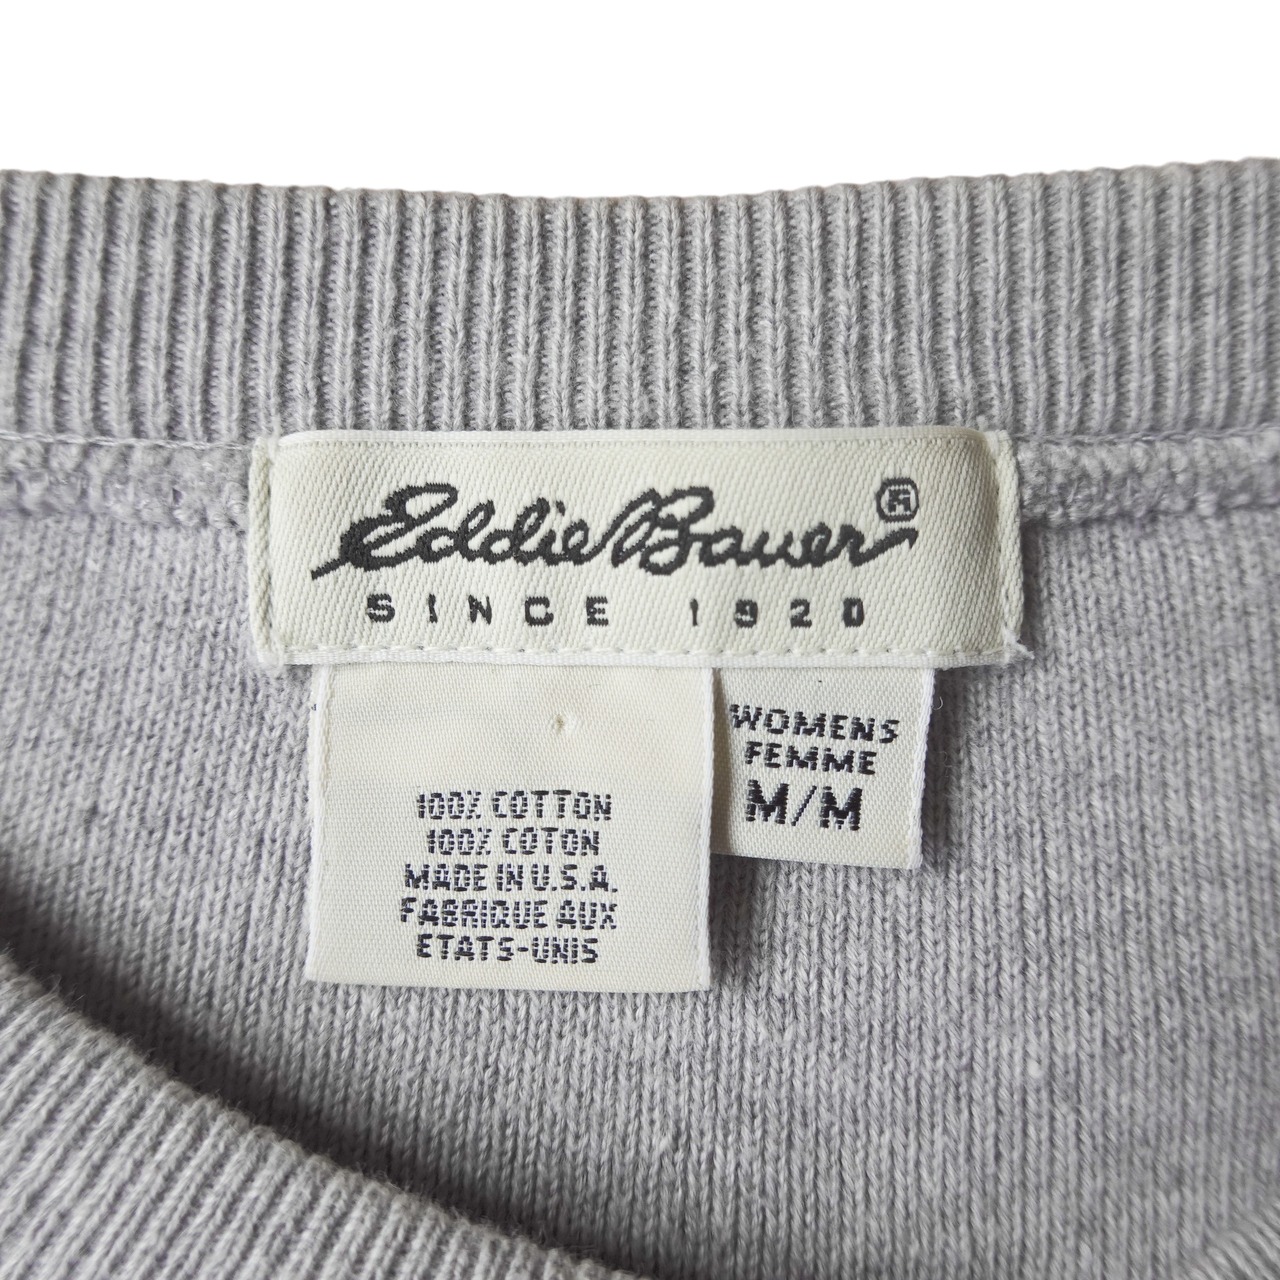 Eddie Bauer®
SINCE 1920
100% COTTON
100% COTON
MADE IN U.S.A.
FABRIQUE AUX
ETATS-UNIS
WOMENS
FEMME
M/M